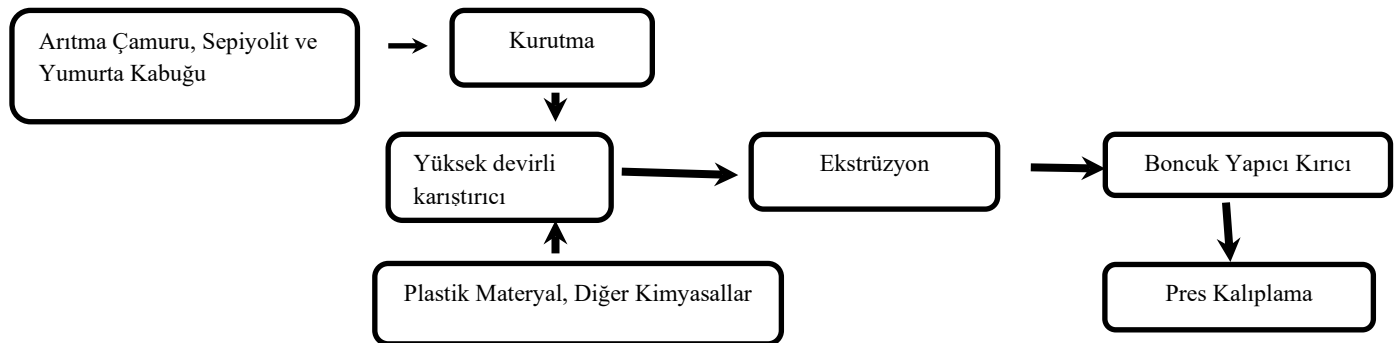 Arıtma Çamuru, Sepiyolit ve
Yumurta Kabuğu
Kurutma
Yüksek devirli
karıştırıcı
Ekstrüzyon
Boncuk Yapıcı Kırıcı
Plastik Materyal, Diğer Kimyasallar
Pres Kalıplama